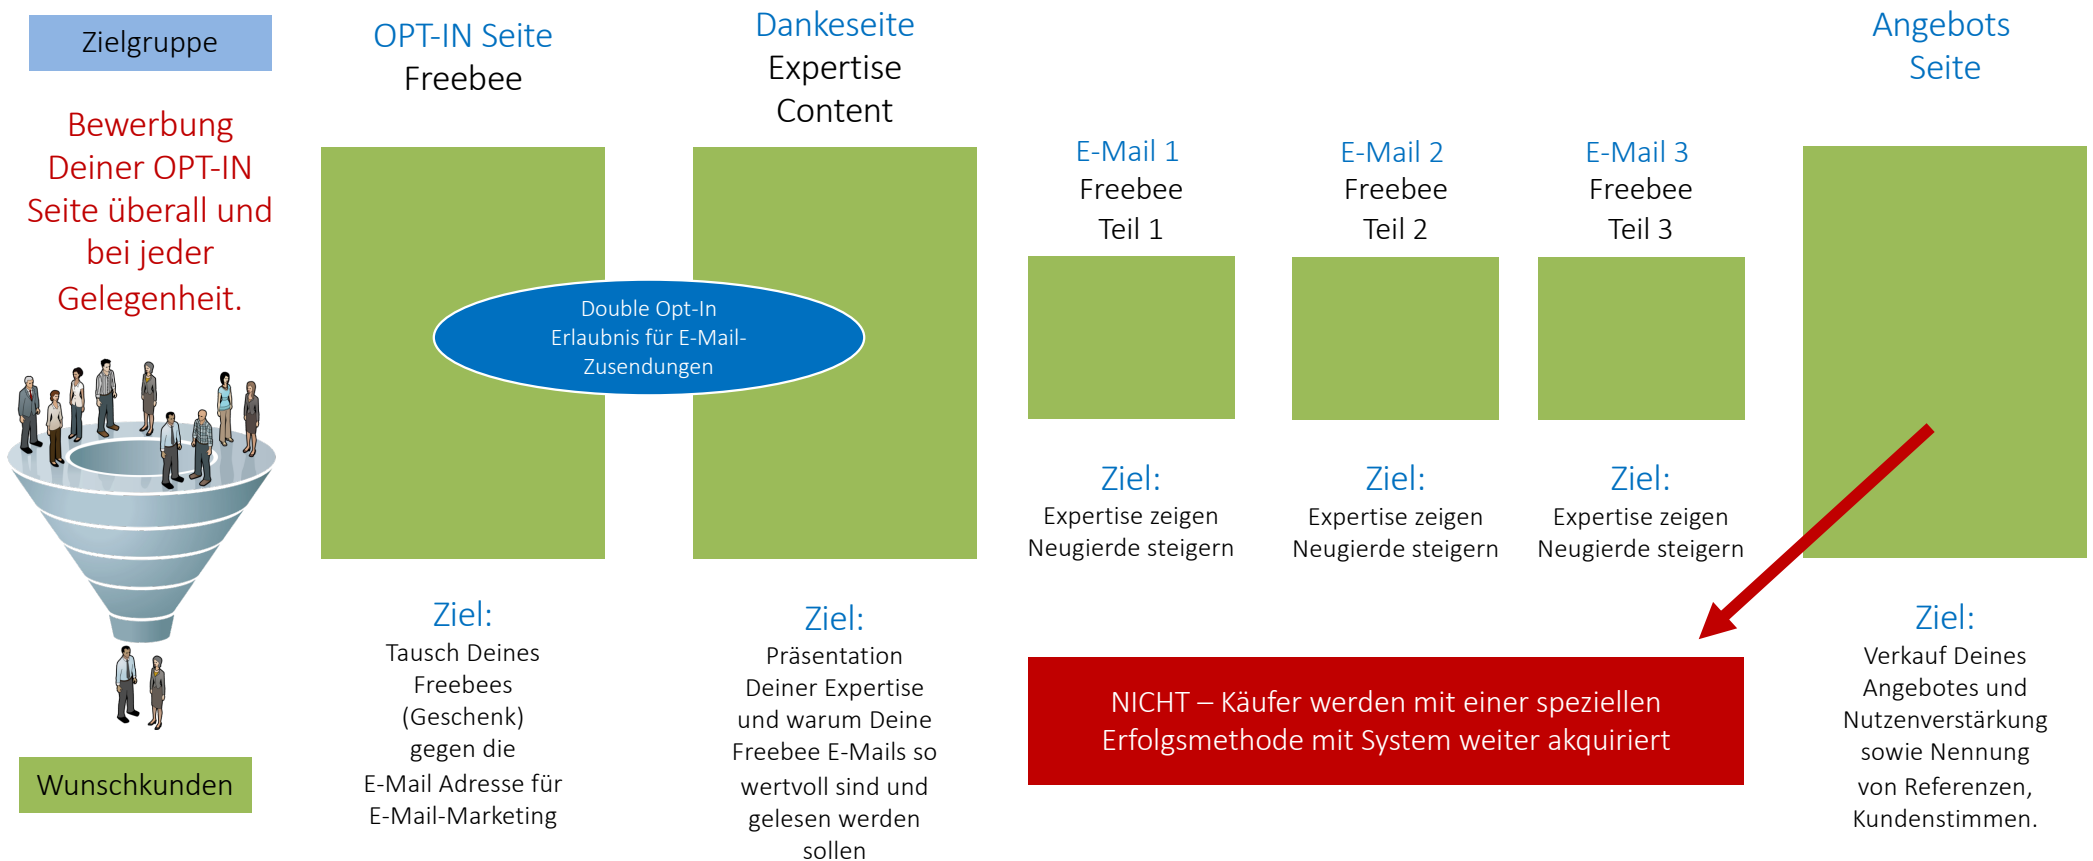 Zielgruppe
Bewerbung
Deiner OPT-IN
Seite überall und
bei jeder
Gelegenheit.
Wunschkunden
OPT-IN Seite
Freebee
Ziel:
Tausch Deines
Freebees
(Geschenk)
gegen die
E-Mail Adresse für
E-Mail-Marketing
Double Opt-In
Erlaubnis für E-Mail-
Zusendungen
Dankeseite
Expertise
Content
Ziel:
Präsentation
Deiner Expertise
und warum Deine
Freebee E-Mails so
wertvoll sind und
gelesen werden
sollen
E-Mail 1
Freebee
Teil 1
Ziel:
Expertise zeigen
Neugierde steigern
E-Mail 2
Freebee
Teil 2
Ziel:
Expertise zeigen
Neugierde steigern
E-Mail 3
Freebee
Teil 3
Ziel:
Expertise zeigen
Neugierde steigern
NICHT – Käufer werden mit einer speziellen
Erfolgsmethode mit System weiter akquiriert
Angebots
Seite
Ziel:
Verkauf Deines
Angebotes und
Nutzenverstärkung
sowie Nennung
von Referenzen,
Kundenstimmen.